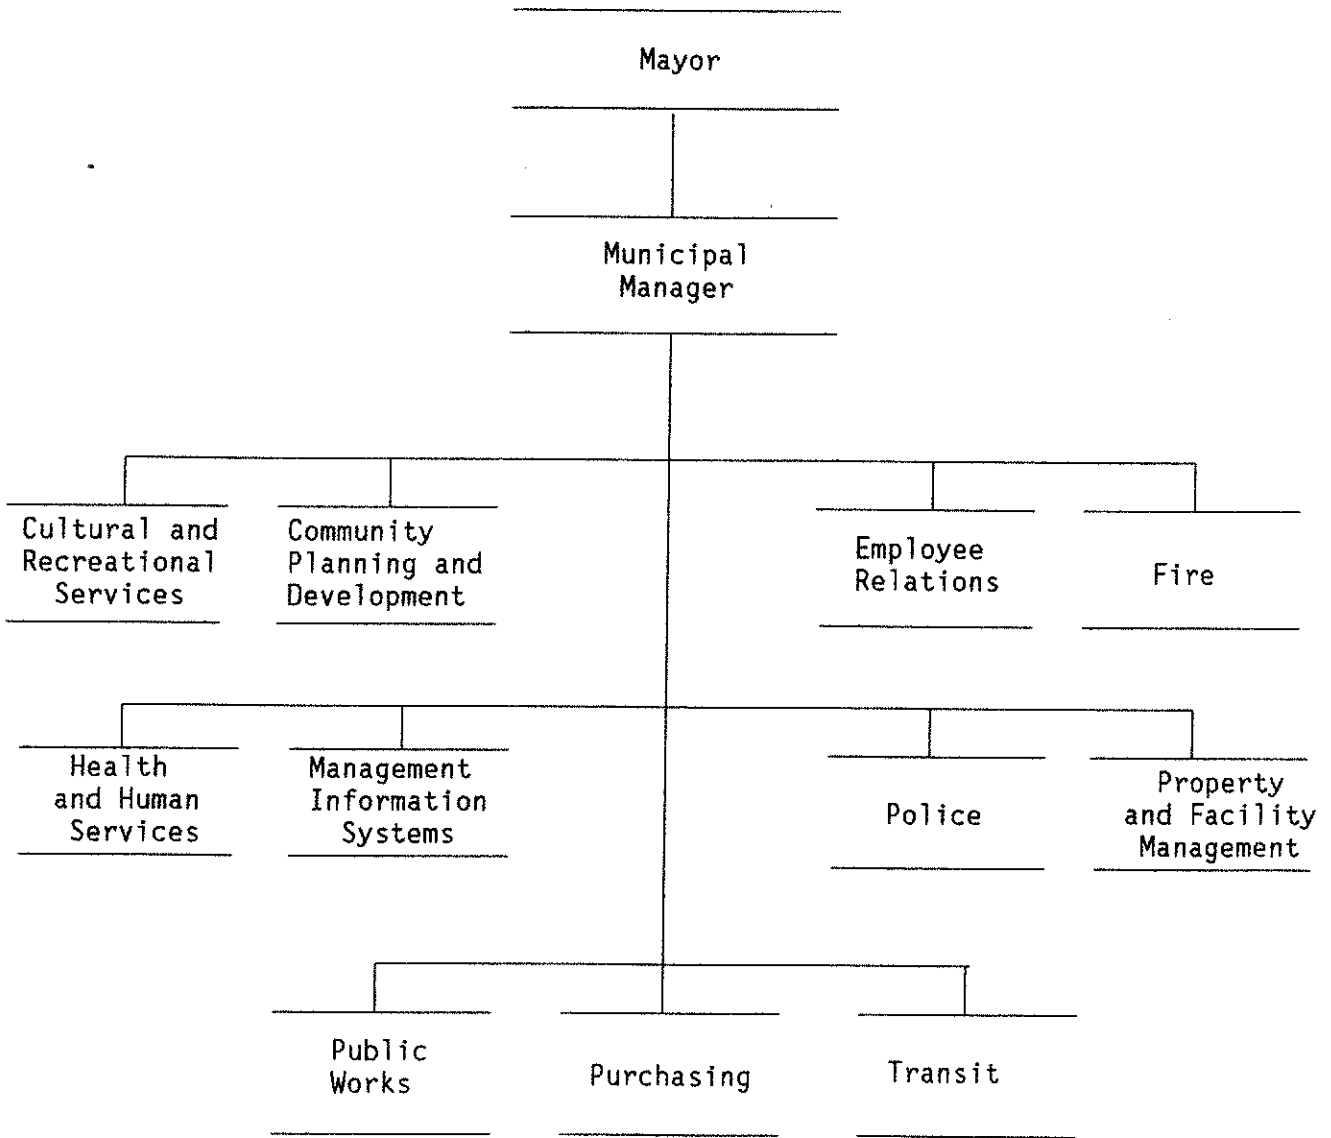 Mayor
Municipal
Manager
Cultural and
Recreational
Services
Community
Planning and
Development
Employee
Relations
Fire
Health
and Human
Services
Management
Information
Systems
Police
Property
and Facility
Management
Public
Works
Purchasing
Transit